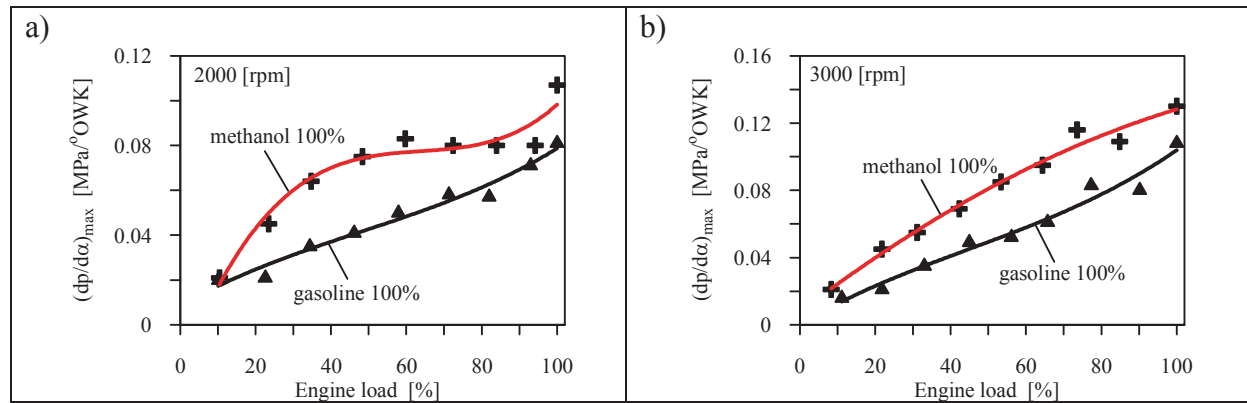 a)
(dp/dα)max [MPa/°OWK]
0.12
0.08
0.04
0
2000 [rpm]
methanol 100%
gasoline 100%
0 20 40 60 80 100
Engine load [%]
b)
(dp/dα)max [MPa/°OWK]
0.16
0.12
0.08
0.04
0
3000 [rpm]
methanol 100%
gasoline 100%
0 20 40 60 80 100
Engine load [%]